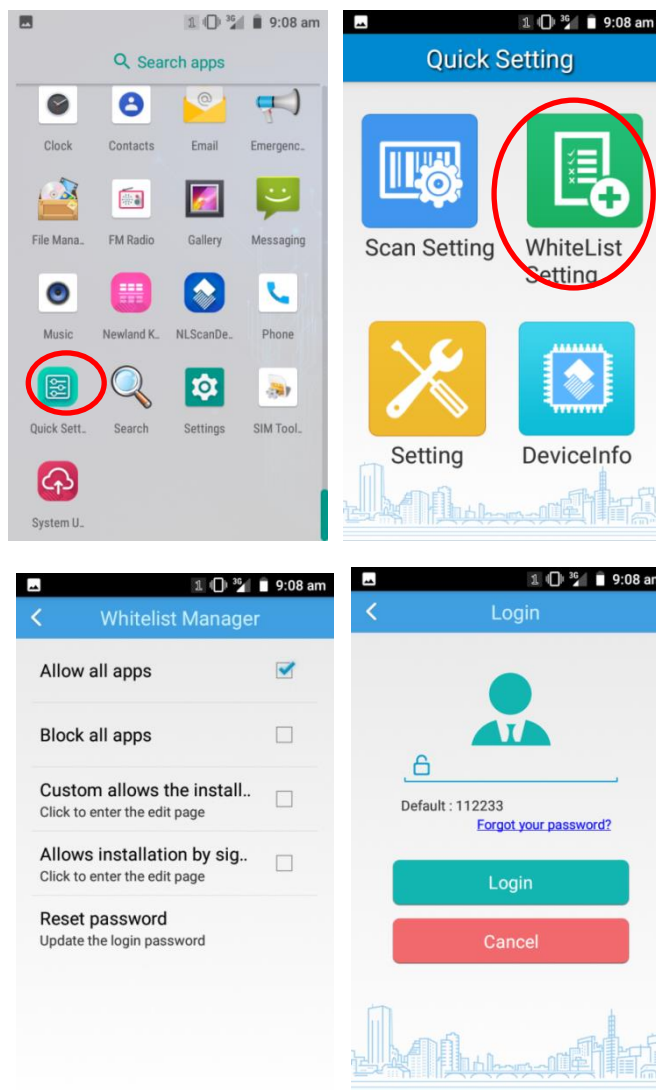 3G 9:08 am
Search apps
Clock Contacts Email Emergenc..
File Mana.. FM Radio Gallery Messaging
Music Newland K.. NLScanDe.. Phone
Quick Sett.. Search Settings SIM Tool..
System U..
3G 9:08 am
Quick Setting
Scan Setting WhiteList
Setting
Setting DeviceInfo
3G 9:08 am
Whitelist Manager
Allow all apps
Block all apps
Custom allows the install..
Click to enter the edit page
Allows installation by sig..
Click to enter the edit page
Reset password
Update the login password
3G 9:08 am
Login
Default : 112233
Forgot your password?
Login
Cancel